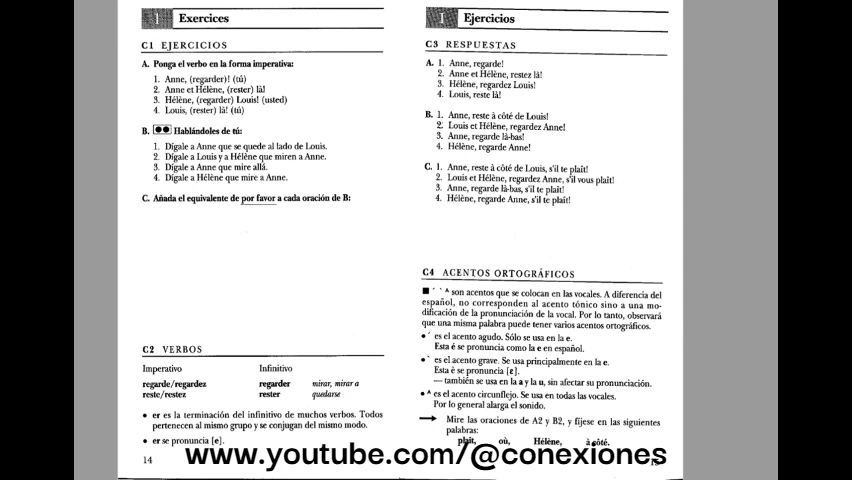 1 Exercices
C1 EJERCICIOS
A. Ponga el verbo en la forma imperativa:
1. Anne, (regarder)! (tú)
2. Anne et Hélène, (rester) là!
3. Hélène, (regarder) Louis! (usted)
4. Louis, (rester) là! (tú)
B. Hablándoles de tú:
1. Dígale a Anne que se quede al lado de Louis.
2. Dígale a Louis y a Hélène que miren a Anne.
3. Dígale a Anne que mire allá.
4. Dígale a Hélène que mire a Anne.
C. Añada el equivalente de por favor a cada oración de B:
C2 VERBOS
Imperativo Infinitivo
regarde/regardez regarder mirar, mirar a
reste/restez rester quedarse
• er es la terminación del infinitivo de muchos verbos. Todos
pertenecen al mismo grupo y se conjugan del mismo modo.
• er se pronuncia [e].
14
1 Ejercicios
C3 RESPUESTAS
A. 1. Anne, regarde!
2. Anne et Hélène, restez là!
3. Hélène, regardez Louis!
4. Louis, reste là!
B. 1. Anne, reste à côté de Louis!
2. Louis et Hélène, regardez Anne!
3. Anne, regarde là-bas!
4. Hélène, regarde Anne!
C. 1. Anne, reste à côté de Louis, s'il te plaît!
2. Louis et Hélène, regardez Anne, s'il vous plaît!
3. Anne, regarde là-bas, s'il te plaît!
4. Hélène, regarde Anne, s'il te plaît!
C4 ACENTOS ORTOGRÁFICOS
■ ´ ` ^ son acentos que se colocan en las vocales. A diferencia del
español, no corresponden al acento tónico sino a una mo-
dificación de la pronunciación de la vocal. Por lo tanto, observará
que una misma palabra puede tener varios acentos ortográficos.
• ´ es el acento agudo. Sólo se usa en la e.
Esta é se pronuncia como la e en español.
• ` es el acento grave. Se usa principalmente en la e.
Esta è se pronuncia [ɛ].
— también se usa en la a y la u, sin afectar su pronunciación.
• ^ es el acento circunflejo. Se usa en todas las vocales.
Por lo general alarga el sonido.
→ Mire las oraciones de A2 y B2, y fíjese en las siguientes
palabras:
plaît, où, Hélène, à côté.
www.youtube.com/@conexiones